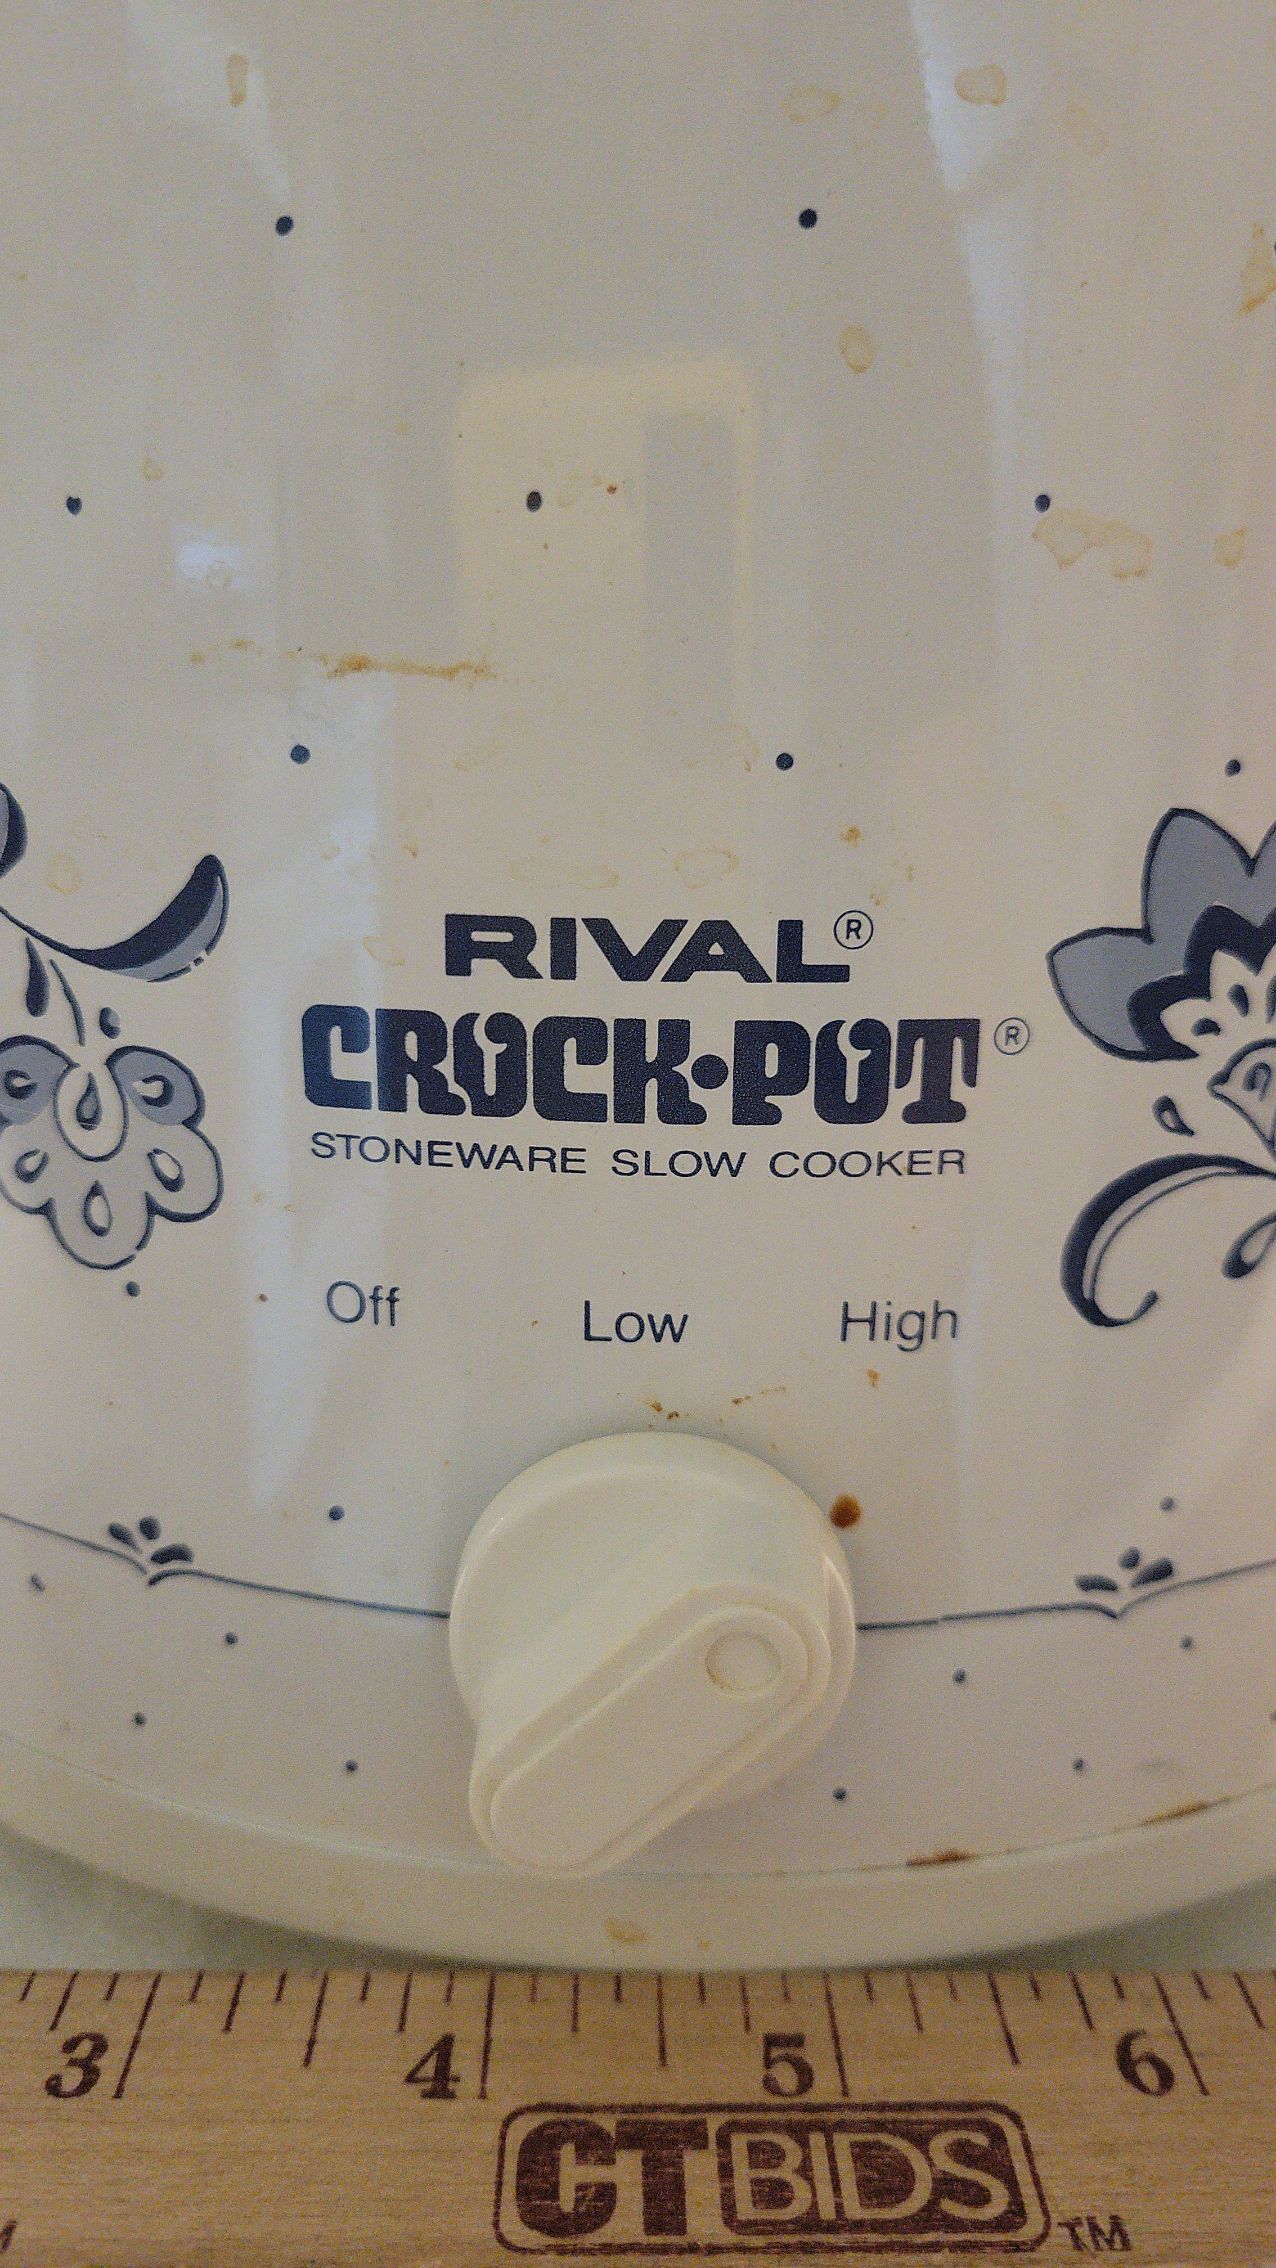 RIVAL®
CROCK·POT®
STONEWARE SLOW COOKER
Off Low High
3 4 5 6
CTBIDS™